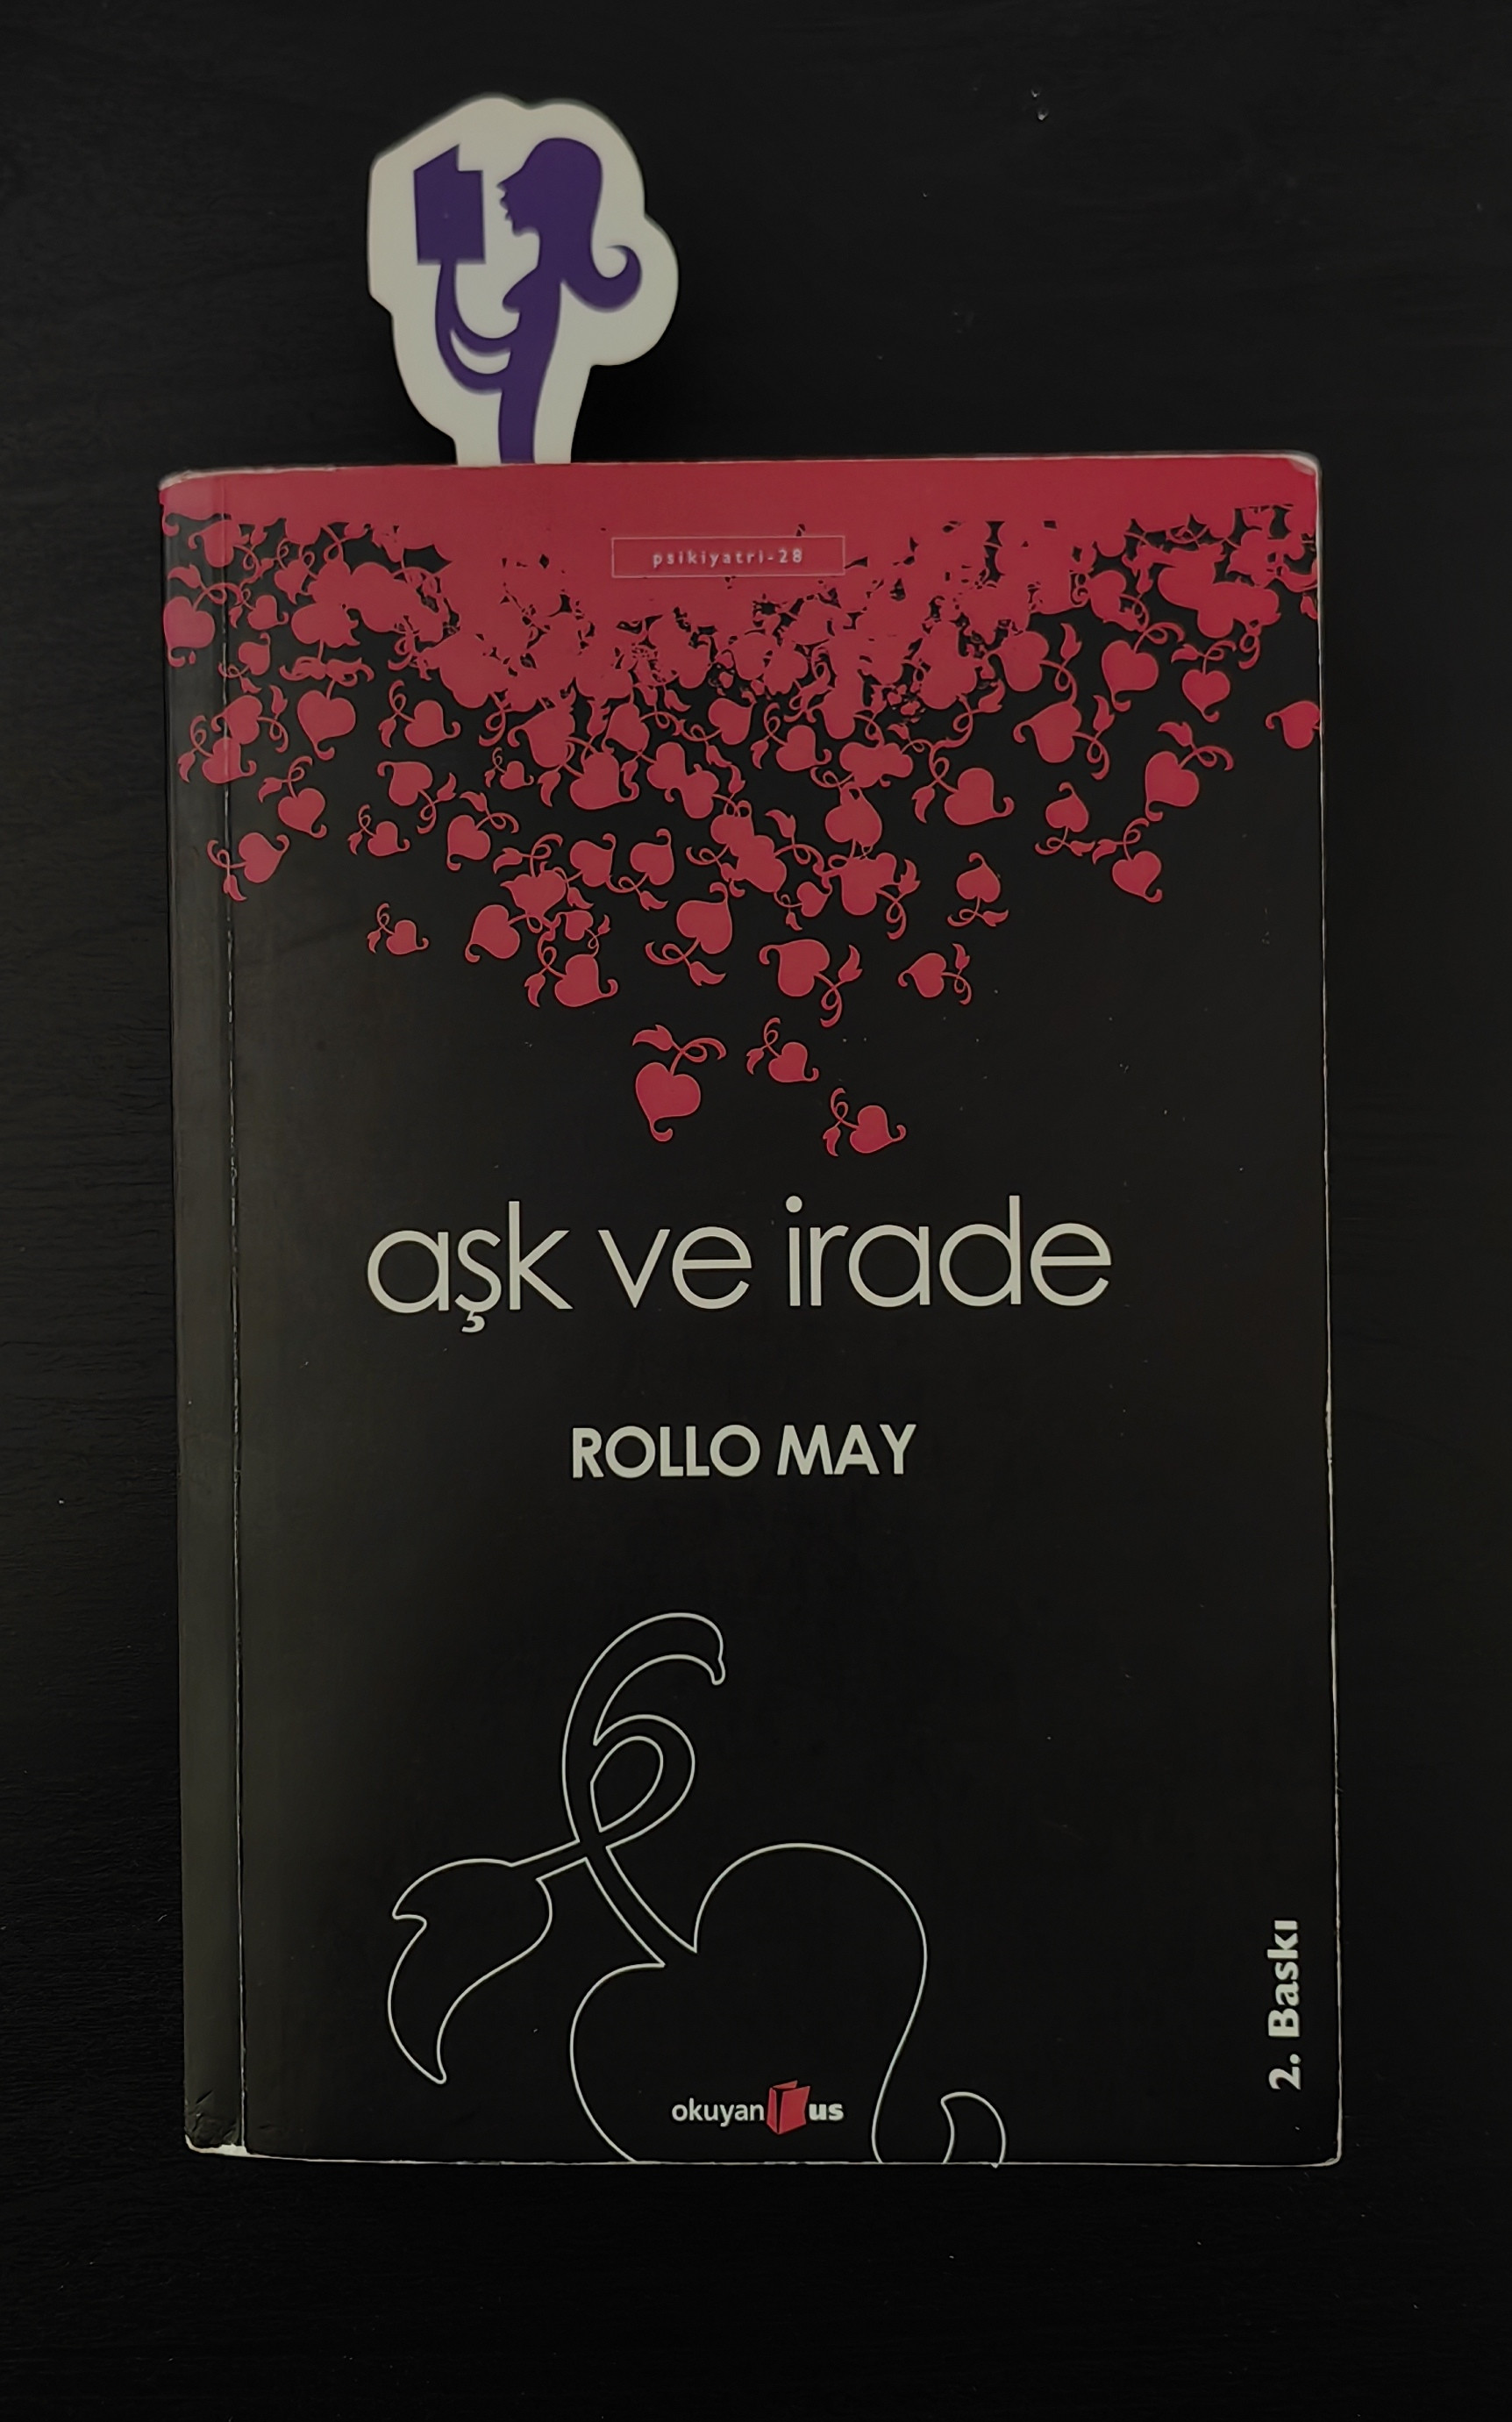 psikiyatri-28
aşk ve irade
ROLLO MAY
okuyan us
2. Baskı